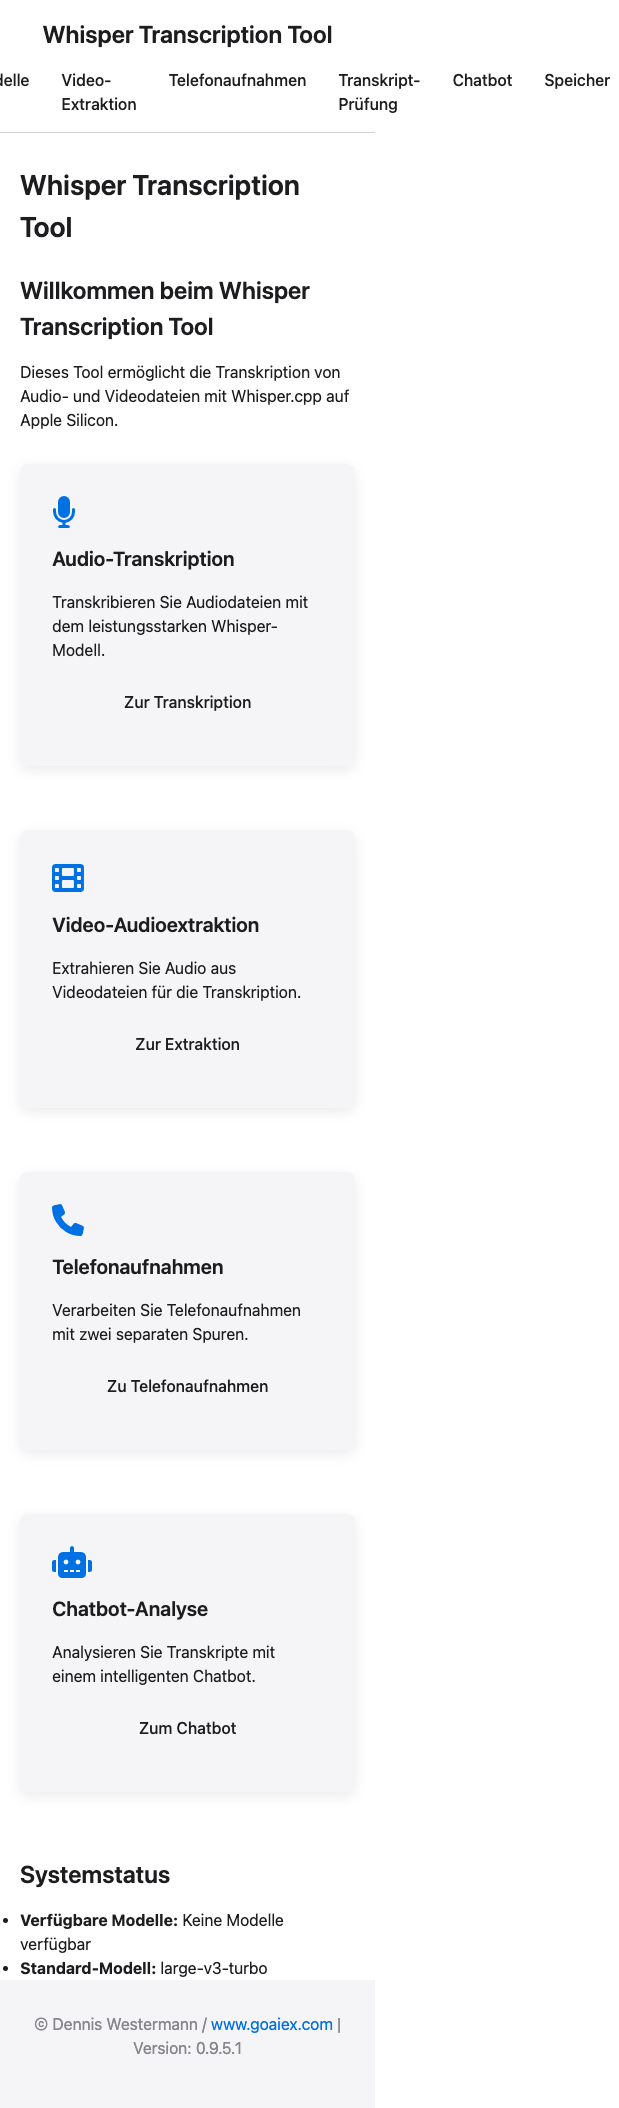 Whisper Transcription Tool
delle Video- Telefonaufnahmen Transkript- Chatbot Speicher
Extraktion Prüfung
Whisper Transcription
Tool
Willkommen beim Whisper
Transcription Tool
Dieses Tool ermöglicht die Transkription von
Audio- und Videodateien mit Whisper.cpp auf
Apple Silicon.
Audio-Transkription
Transkribieren Sie Audiodateien mit
dem leistungsstarken Whisper-
Modell.
Zur Transkription
Video-Audioextraktion
Extrahieren Sie Audio aus
Videodateien für die Transkription.
Zur Extraktion
Telefonaufnahmen
Verarbeiten Sie Telefonaufnahmen
mit zwei separaten Spuren.
Zu Telefonaufnahmen
Chatbot-Analyse
Analysieren Sie Transkripte mit
einem intelligenten Chatbot.
Zum Chatbot
Systemstatus
• Verfügbare Modelle: Keine Modelle
verfügbar
• Standard-Modell: large-v3-turbo
© Dennis Westermann / www.goaiex.com |
Version: 0.9.5.1